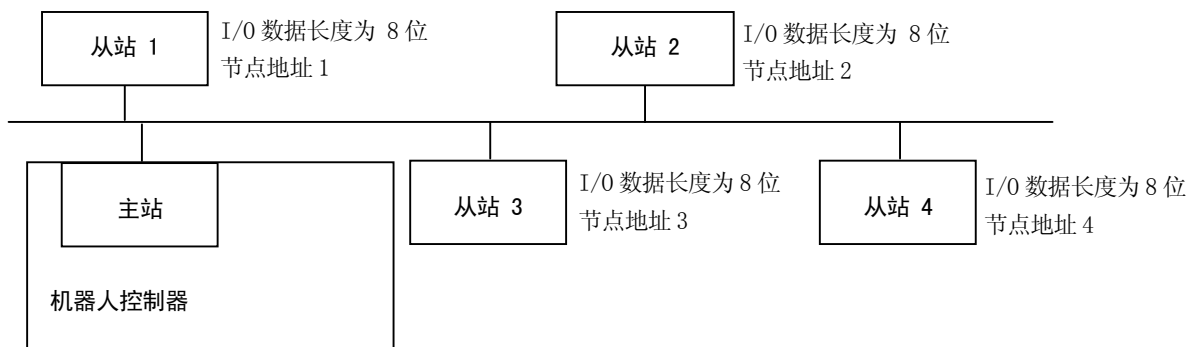 从站 1
I/O 数据长度为 8 位
节点地址 1
从站 2
I/O 数据长度为 8 位
节点地址 2
主站
机器人控制器
从站 3
I/O 数据长度为 8 位
节点地址 3
从站 4
I/O 数据长度为 8 位
节点地址 4